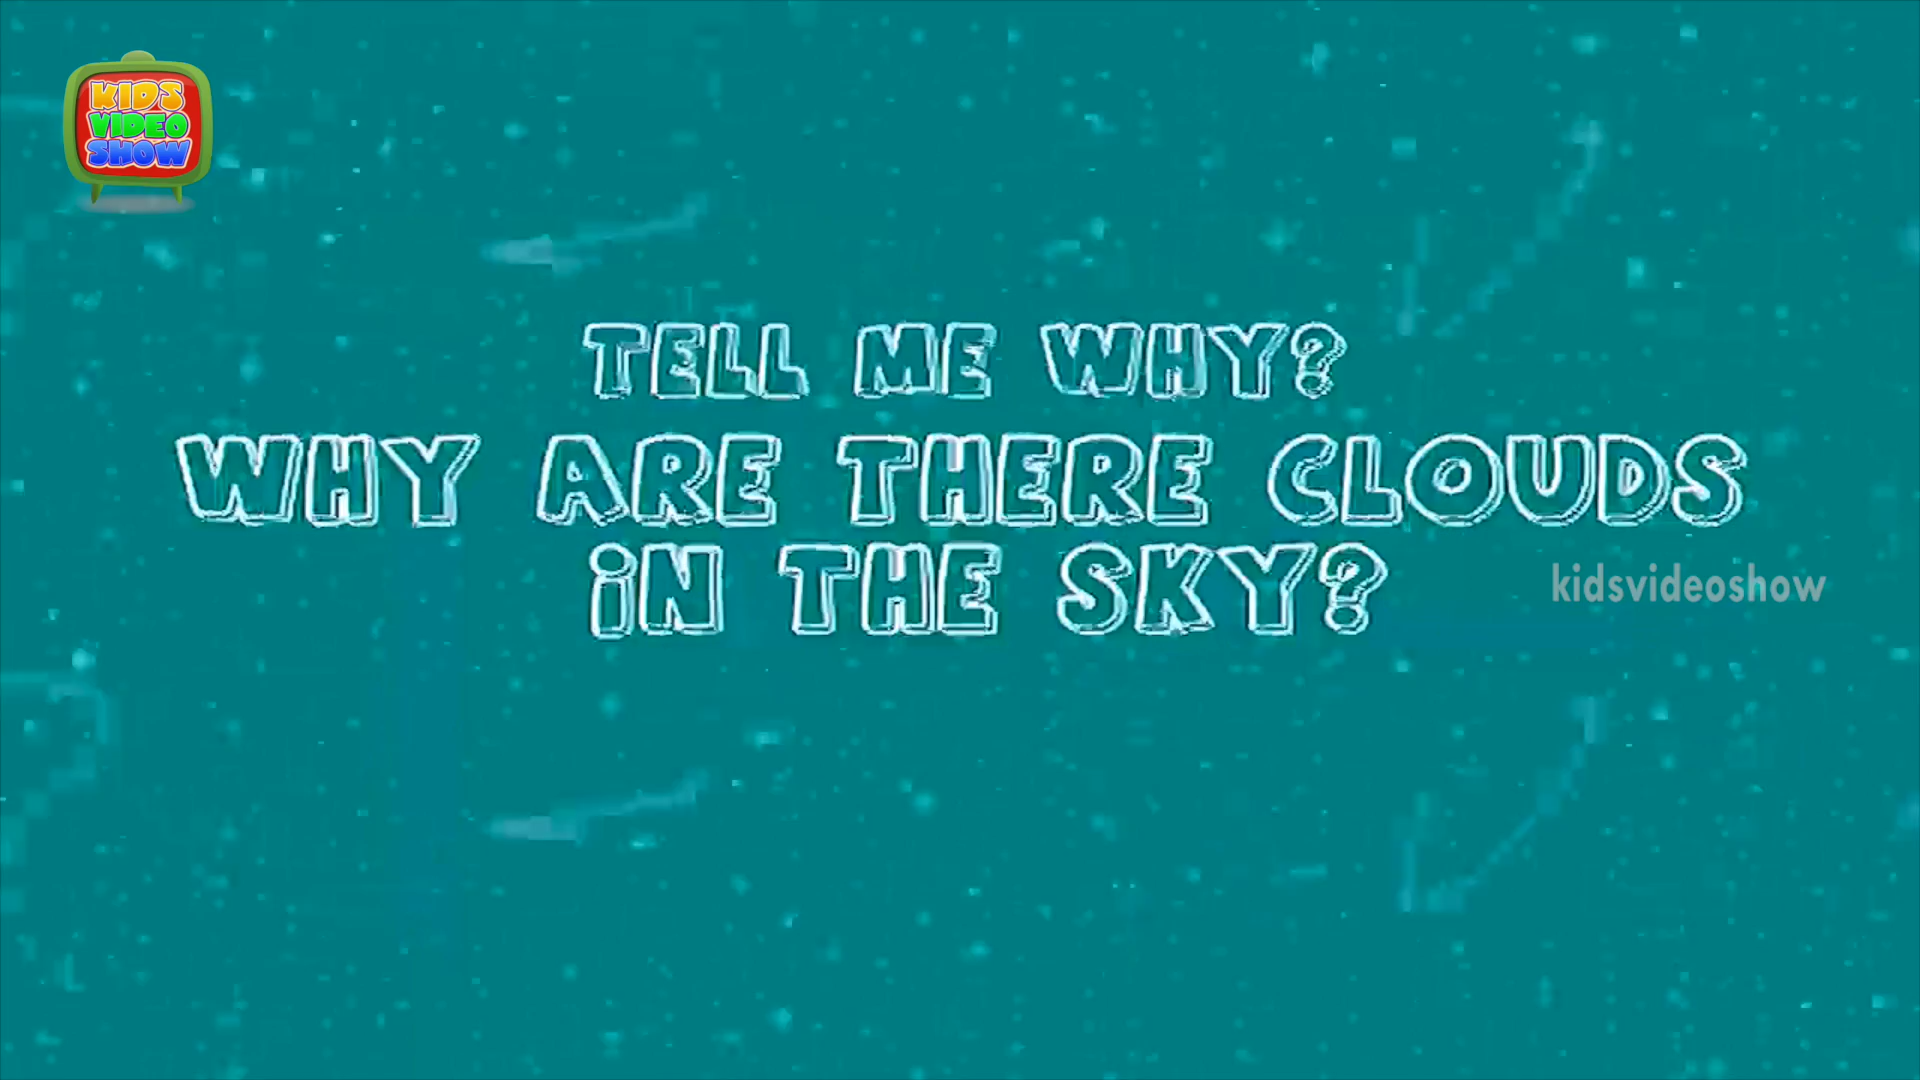 KIDS
VIDEO
SHOW
TELL ME WHY?
WHY ARE THERE CLOUDS
iN THE SKY?
kidsvideoshow